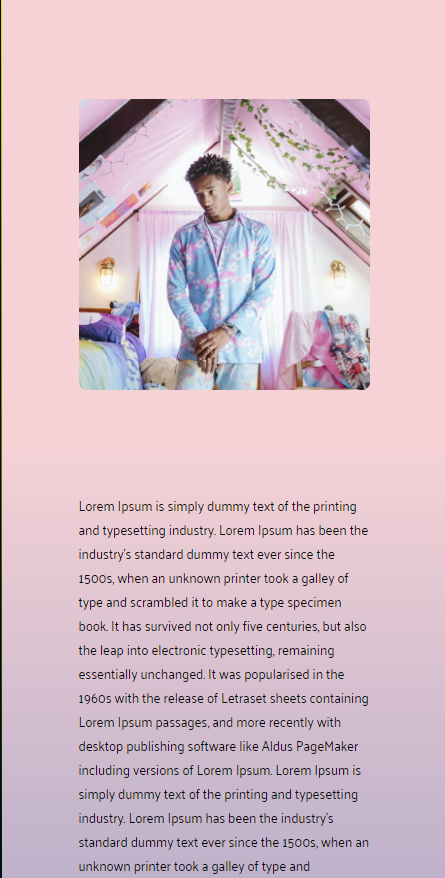 Lorem Ipsum is simply dummy text of the printing
and typesetting industry. Lorem Ipsum has been the
industry's standard dummy text ever since the
1500s, when an unknown printer took a galley of
type and scrambled it to make a type specimen
book. It has survived not only five centuries, but also
the leap into electronic typesetting, remaining
essentially unchanged. It was popularised in the
1960s with the release of Letraset sheets containing
Lorem Ipsum passages, and more recently with
desktop publishing software like Aldus PageMaker
including versions of Lorem Ipsum. Lorem Ipsum is
simply dummy text of the printing and typesetting
industry. Lorem Ipsum has been the industry's
standard dummy text ever since the 1500s, when an
unknown printer took a galley of type and